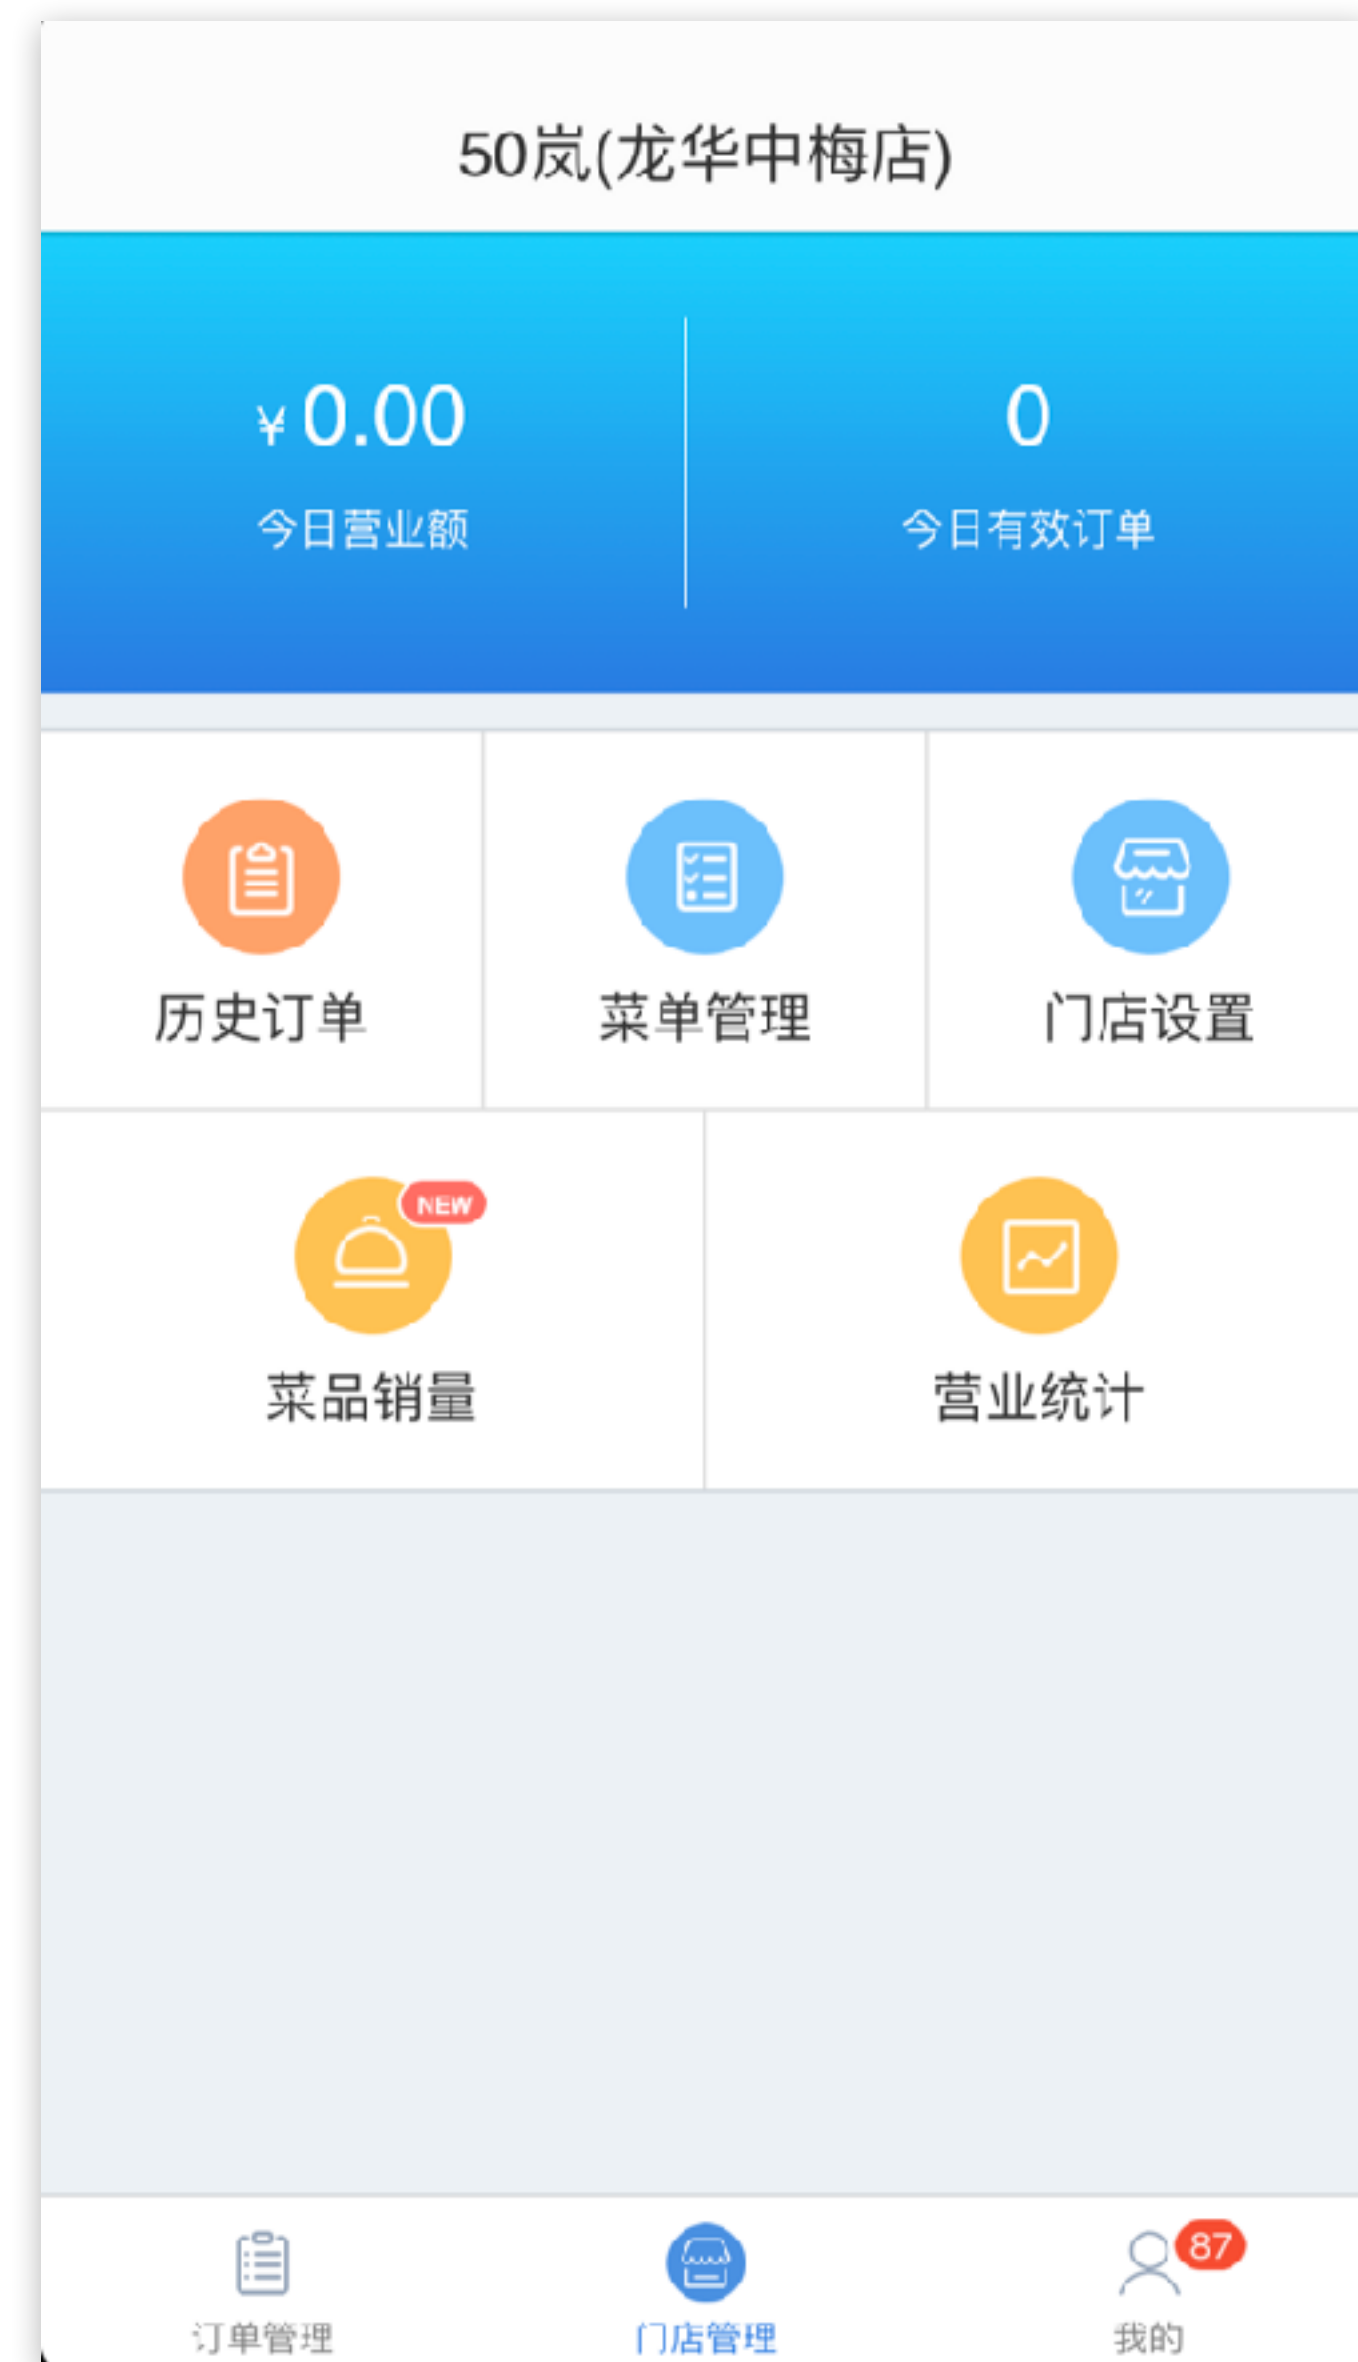 50岚(龙华中梅店)
¥0.00
0
今日营业额
今日有效订单
历史订单
菜单管理
门店设置
NEW
菜品销量
营业统计
87
订单管理
门店管理
我的